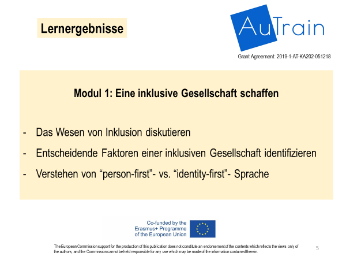 Lernergebnisse
AuTrain
Grant Agreement: 2019-1-AT-KA202-051218
Modul 1: Eine inklusive Gesellschaft schaffen
- Das Wesen von Inklusion diskutieren
- Entscheidende Faktoren einer inklusiven Gesellschaft identifizieren
- Verstehen von “person-first”- vs. “identity-first”- Sprache
Co-funded by the
Erasmus+ Programme
of the European Union
The European Commission support for the production of this publication does not constitute an endorsement of the contents which reflects the views only of
the authors, and the Commission cannot be held responsible for any use which may be made of the information contained therein.